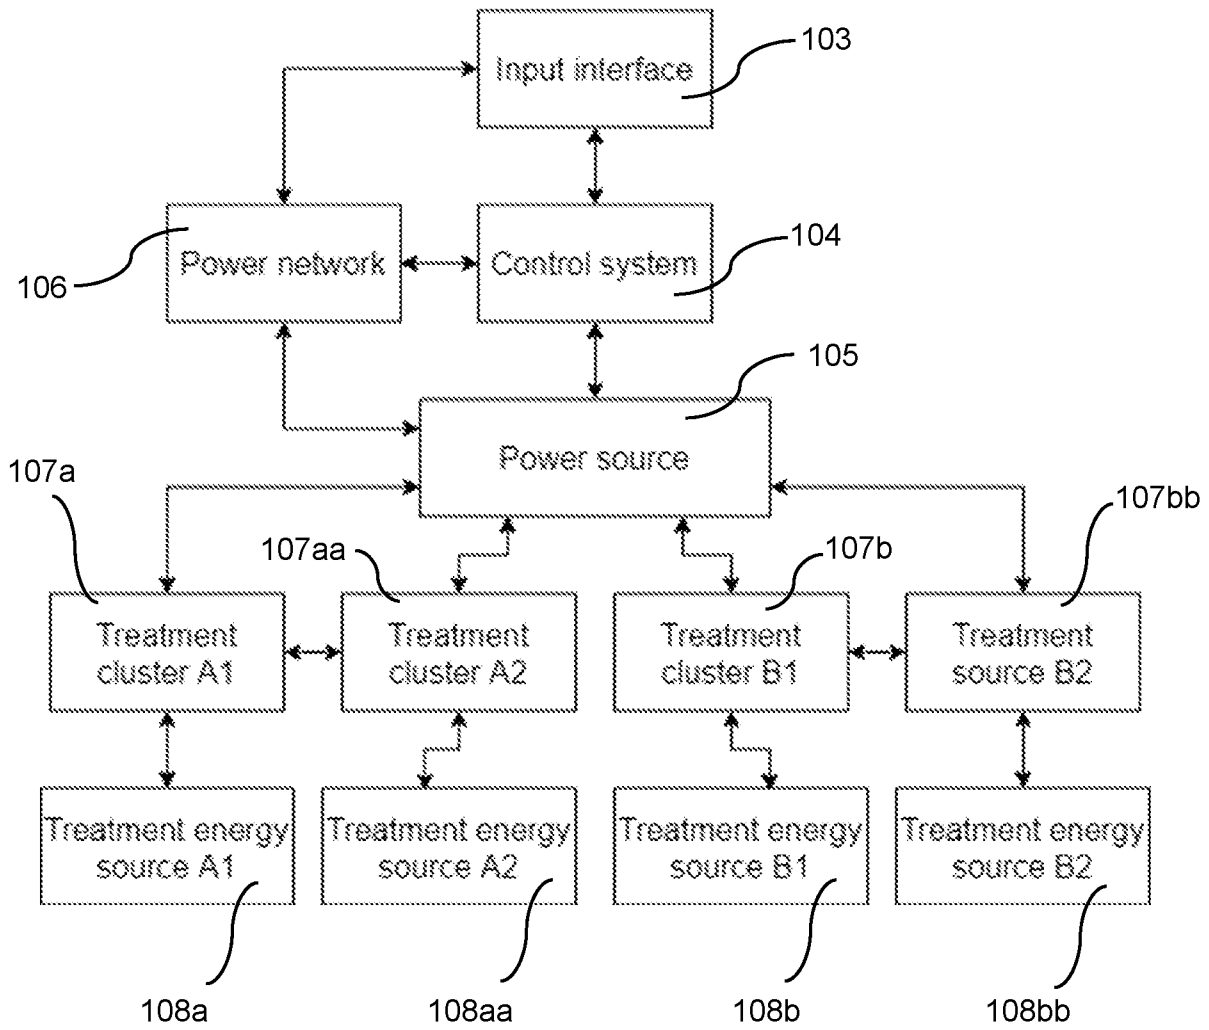 103
Input interface
104
106
Power network
Control system
105
Power source
107a
107aa
107b
107bb
Treatment
cluster A1
Treatment
cluster A2
Treatment
cluster B1
Treatment
source B2
Treatment energy
source A1
Treatment energy
source A2
Treatment energy
source B1
Treatment energy
source B2
108a
108aa
108b
108bb